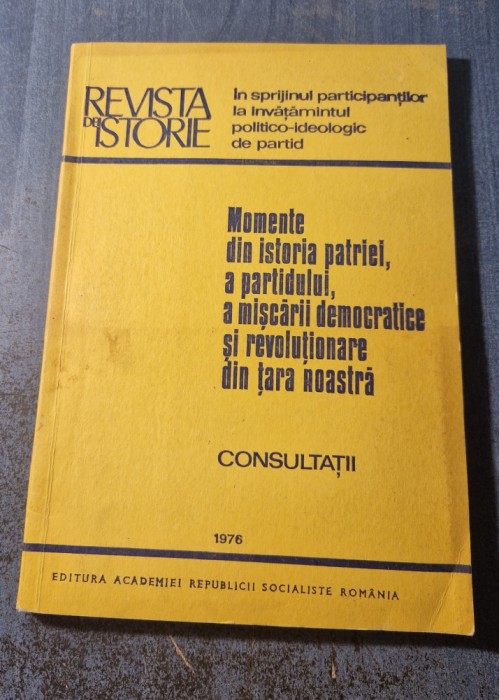 REVISTA
DE ISTORIE
In sprijinul participanților
la învățămîntul
politico-ideologic
de partid
Momente
din istoria patriei,
a partidului,
a mișcării democratice
și revoluționare
din țara noastră
CONSULTAȚII
1976
EDITURA ACADEMIEI REPUBLICII SOCIALISTE ROMÂNIA